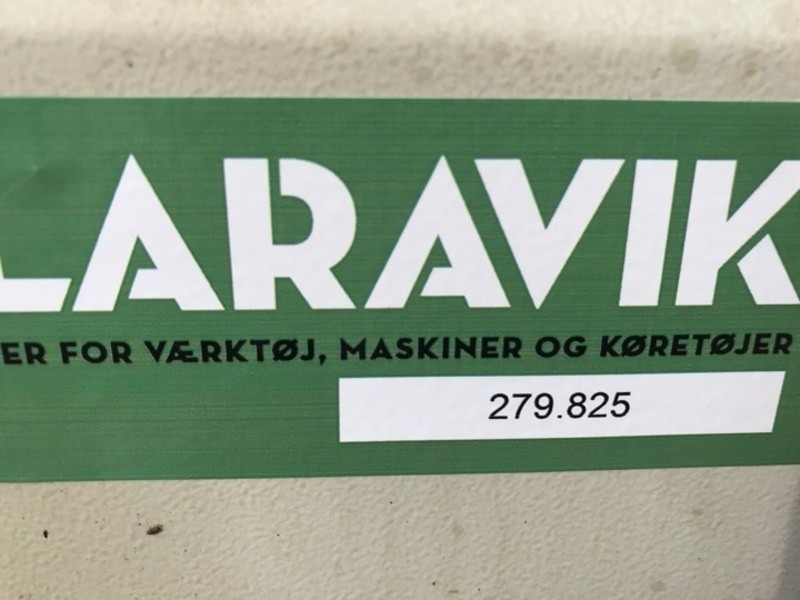 LARAVIK
ER FOR VÆRKTØJ, MASKINER OG KØRETØJER
279.825